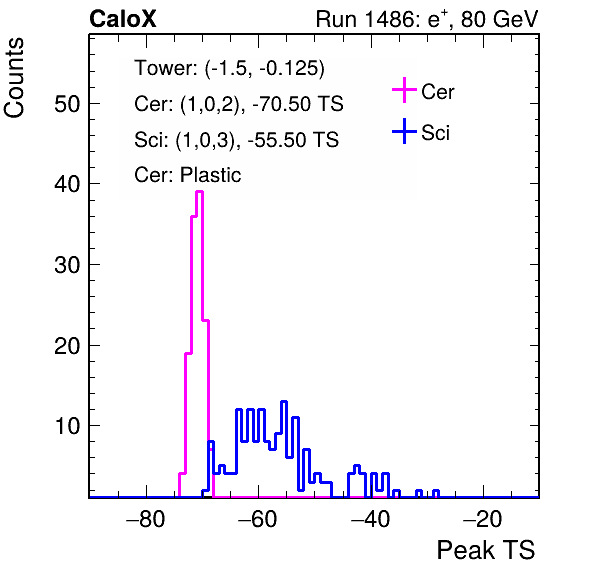 CaloX Run 1486: e⁺, 80 GeV
Counts
Tower: (-1.5, -0.125)
Cer: (1,0,2), -70.50 TS
Sci: (1,0,3), -55.50 TS
Cer: Plastic
Cer
Sci
50
40
30
20
10
−80 −60 −40 −20
Peak TS